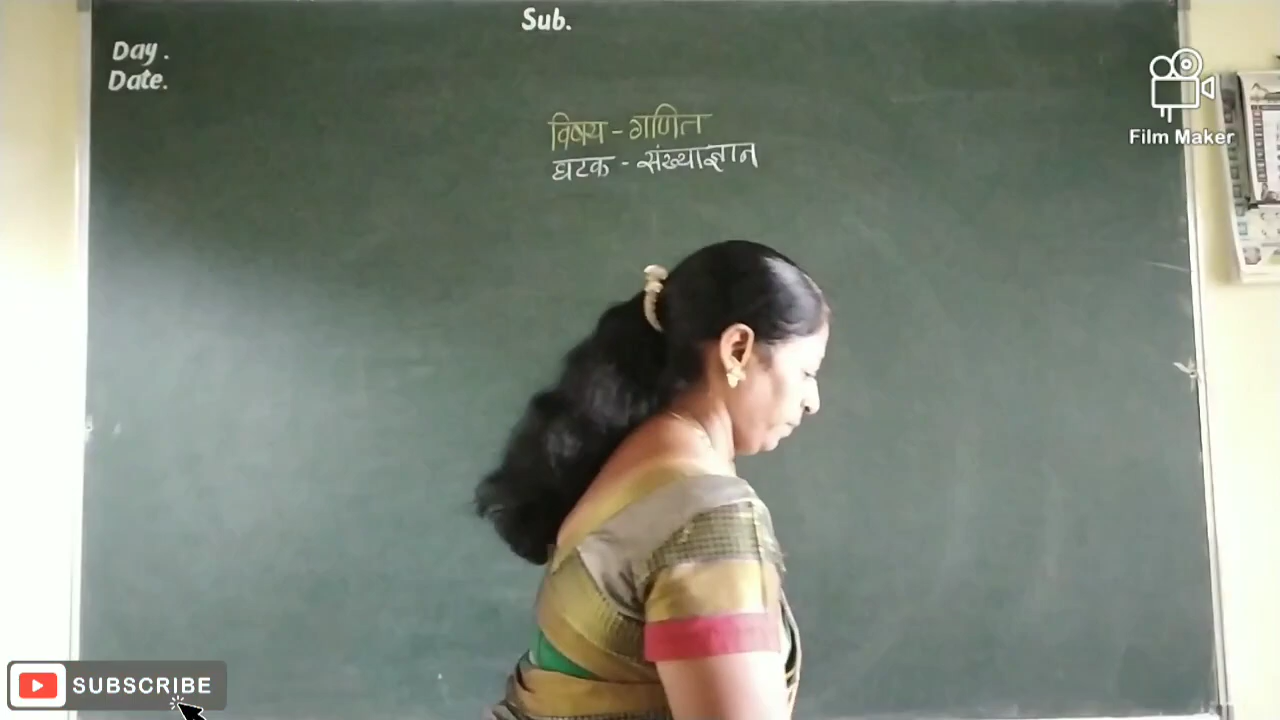 Sub.
Day.
Date.
विषय - गणित
घटक - संख्याज्ञान
Film Maker
SUBSCRIBE